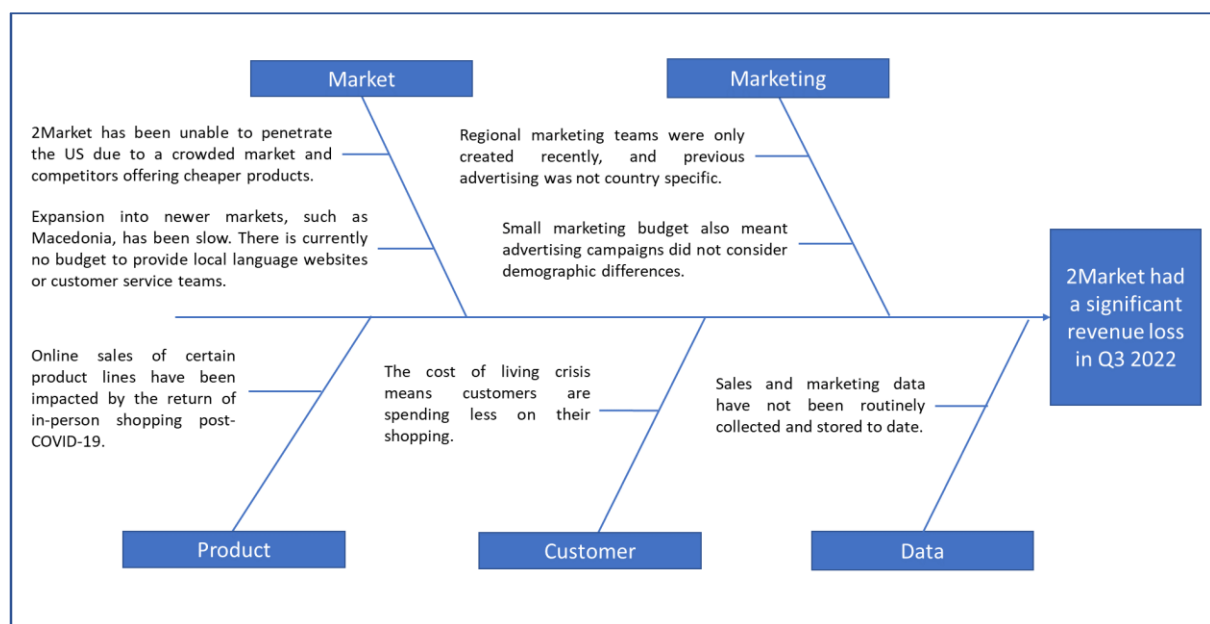 Market
Marketing
2Market has been unable to penetrate
the US due to a crowded market and
competitors offering cheaper products.
Expansion into newer markets, such as
Macedonia, has been slow. There is currently
no budget to provide local language websites
or customer service teams.
Regional marketing teams were only
created recently, and previous
advertising was not country specific.
Small marketing budget also meant
advertising campaigns did not consider
demographic differences.
2Market had
a significant
revenue loss
in Q3 2022
Online sales of certain
product lines have been
impacted by the return of
in-person shopping post-
COVID-19.
The cost of living crisis
means customers are
spending less on their
shopping.
Sales and marketing data
have not been routinely
collected and stored to date.
Product
Customer
Data